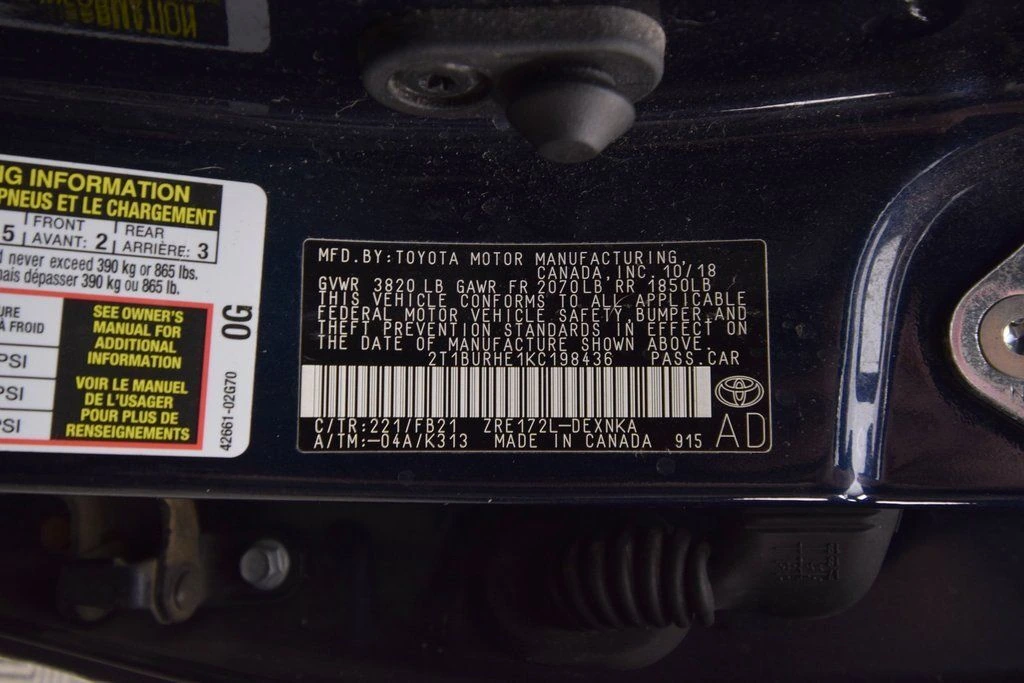 NG INFORMATION
PNEUS ET LE CHARGEMENT
5 FRONT REAR
AVANT: 2 ARRIÈRE: 3
d never exceed 390 kg or 865 lbs.
mais dépasser 390 kg ou 865 lb.
URE
À FROID
PSI
PSI
PSI
SEE OWNER'S
MANUAL FOR
ADDITIONAL
INFORMATION
VOIR LE MANUEL
DE L'USAGER
POUR PLUS DE
RENSEIGNEMENTS
0G
42661-02G70
MFD.BY:TOYOTA MOTOR MANUFACTURING,
CANADA,INC.10/18
GVWR 3820LB GAWR FR 2070LB RR 1850LB
THIS VEHICLE CONFORMS TO ALL APPLICABLE
FEDERAL MOTOR VEHICLE SAFETY,BUMPER AND
THEFT PREVENTION STANDARDS IN EFFECT ON
THE DATE OF MANUFACTURE SHOWN ABOVE.
2T1BURHE1KC198436 PASS.CAR
C/TR:221/FB21 ZRE172L-DEXNKA
A/TM:-04A/K313 MADE IN CANADA 915
AD